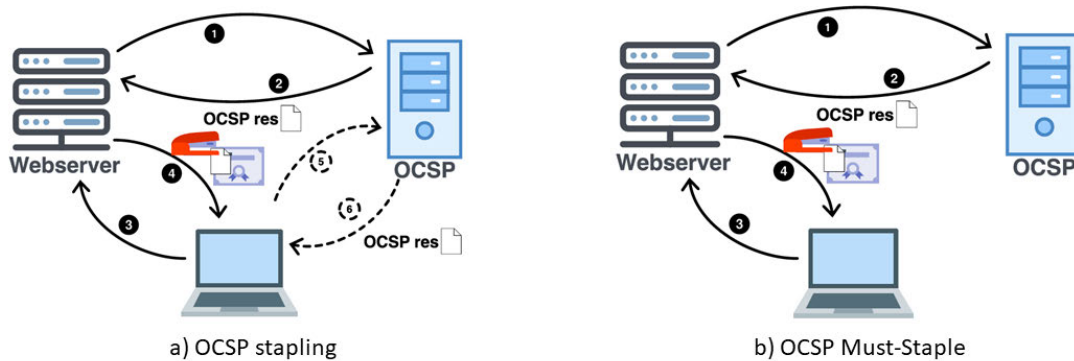 1
2
OCSP res
Webserver
4
5
OCSP
3
6
OCSP res
a) OCSP stapling
1
2
OCSP res
Webserver
4
OCSP
3
b) OCSP Must-Staple